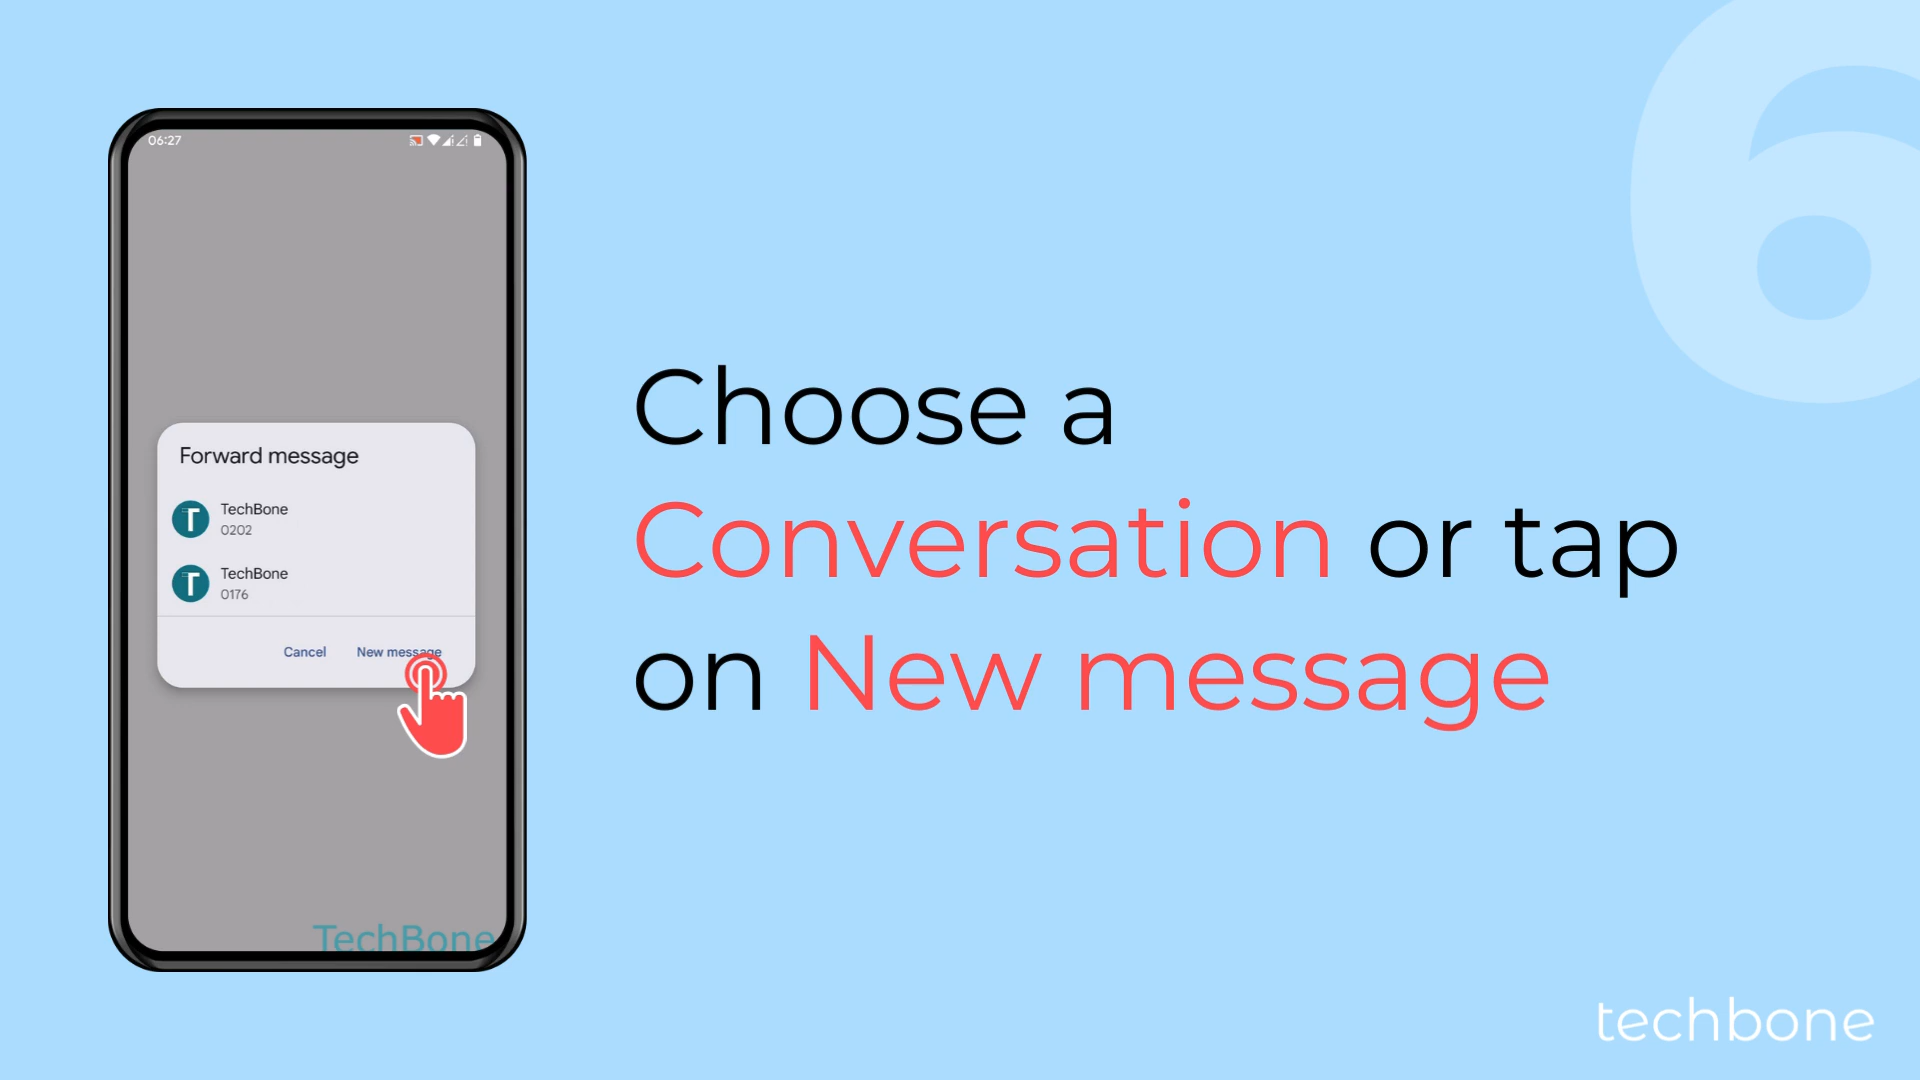 6
06:27
Forward message
T TechBone
0202
T TechBone
0176
Cancel New message
TechBone
Choose a
Conversation or tap
on New message
techbone